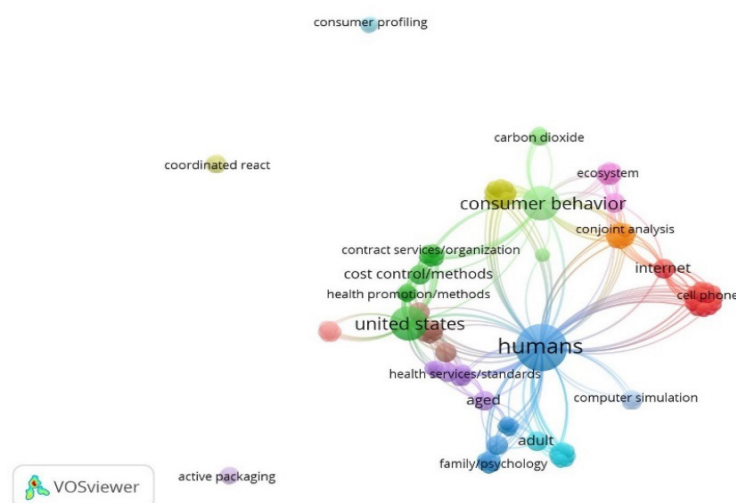 consumer profiling
carbon dioxide
coordinated react
ecosystem
consumer behavior
conjoint analysis
contract services/organization
internet
cost control/methods
cell phone
health promotion/methods
united states
humans
health services/standards
computer simulation
aged
adult
family/psychology
active packaging
VOSviewer